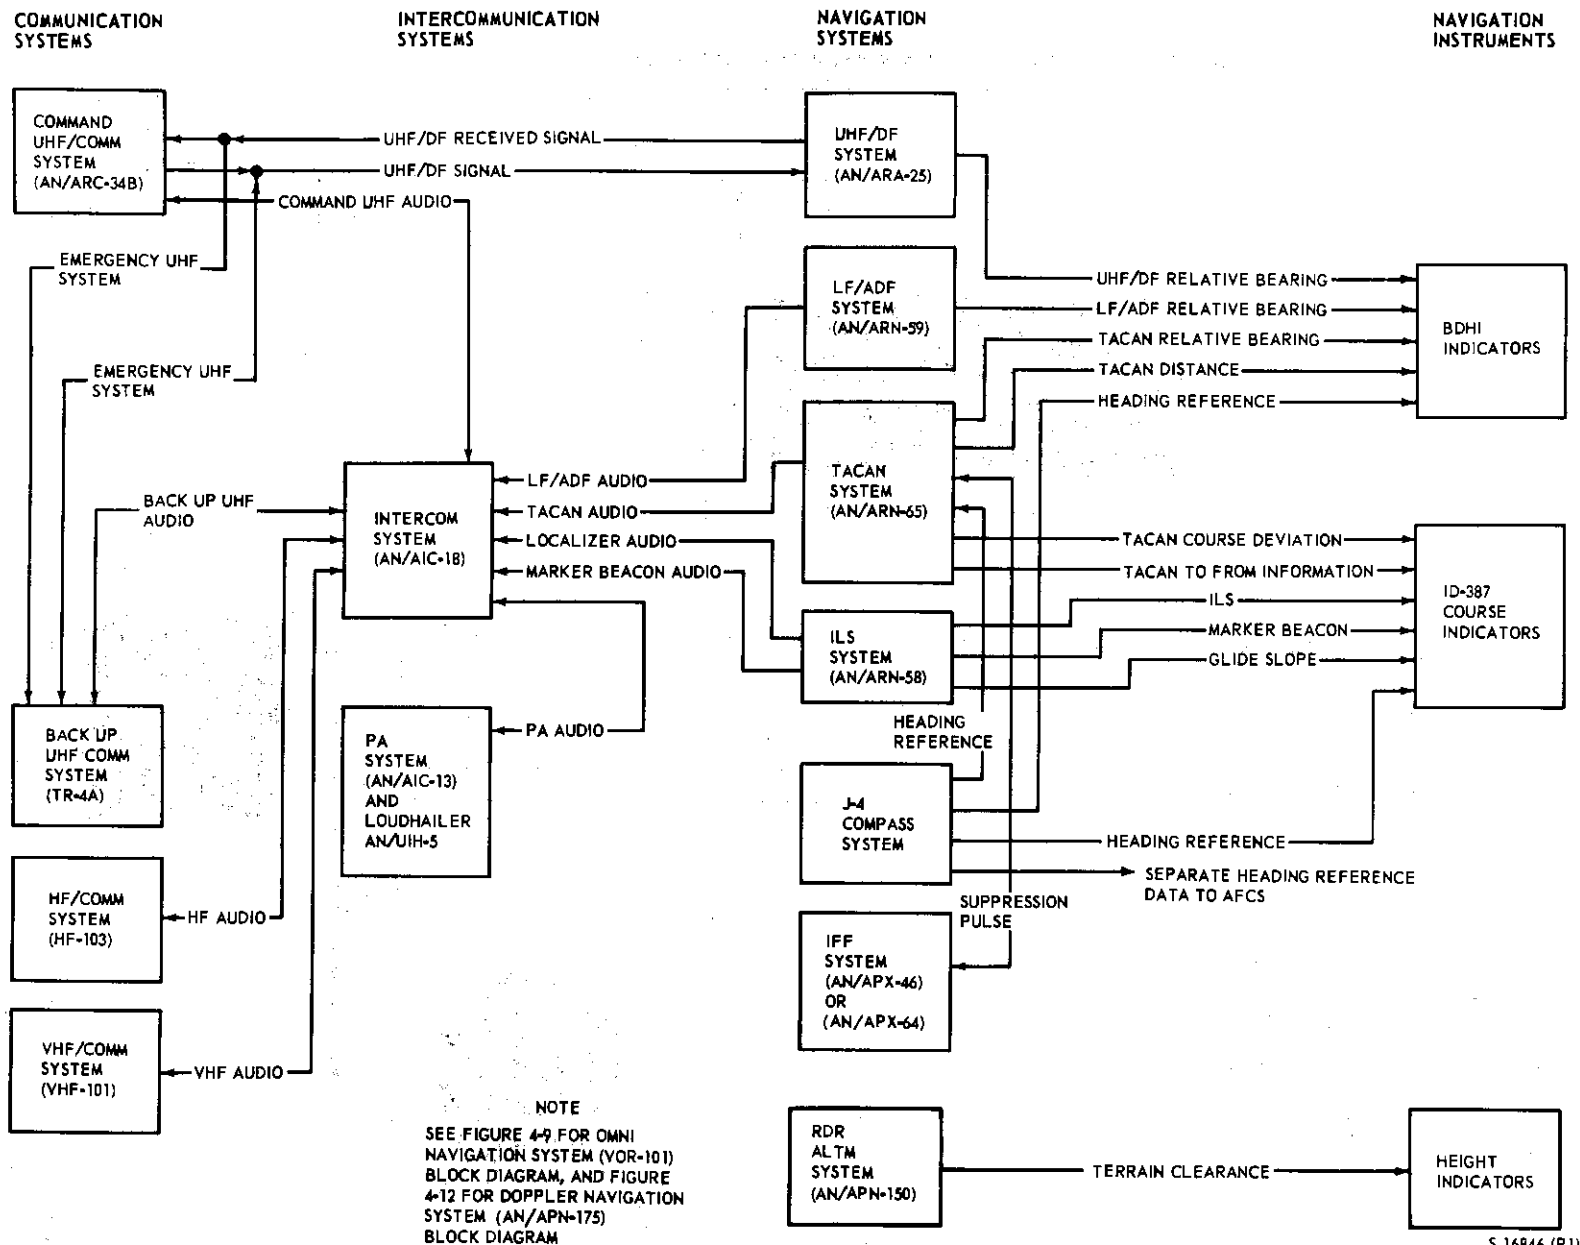 COMMUNICATION
SYSTEMS
INTERCOMMUNICATION
SYSTEMS
NAVIGATION
SYSTEMS
NAVIGATION
INSTRUMENTS
COMMAND
UHF/COMM
SYSTEM
(AN/ARC-34B)
UHF/DF RECEIVED SIGNAL
UHF/DF SIGNAL
COMMAND UHF AUDIO
UHF/DF
SYSTEM
(AN/ARA-25)
EMERGENCY UHF
SYSTEM
EMERGENCY UHF
SYSTEM
LF/ADF
SYSTEM
(AN/ARN-59)
UHF/DF RELATIVE BEARING
LF/ADF RELATIVE BEARING
TACAN RELATIVE BEARING
TACAN DISTANCE
HEADING REFERENCE
BDHI
INDICATORS
BACK UP UHF
AUDIO
INTERCOM
SYSTEM
(AN/AIC-18)
LF/ADF AUDIO
TACAN AUDIO
LOCALIZER AUDIO
MARKER BEACON AUDIO
TACAN
SYSTEM
(AN/ARN-65)
TACAN COURSE DEVIATION
TACAN TO FROM INFORMATION
ILS
MARKER BEACON
GLIDE SLOPE
ID-387
COURSE
INDICATORS
ILS
SYSTEM
(AN/ARN-58)
BACK UP
UHF COMM
SYSTEM
(TR-4A)
PA
SYSTEM
(AN/AIC-13)
AND
LOUDHAILER
AN/UIH-5
PA AUDIO
HEADING
REFERENCE
J-4
COMPASS
SYSTEM
HEADING REFERENCE
SEPARATE HEADING REFERENCE
DATA TO AFCS
SUPPRESSION
PULSE
HF/COMM
SYSTEM
(HF-103)
HF AUDIO
IFF
SYSTEM
(AN/APX-46)
OR
(AN/APX-64)
VHF/COMM
SYSTEM
(VHF-101)
VHF AUDIO
NOTE
SEE FIGURE 4-9 FOR OMNI
NAVIGATION SYSTEM (VOR-101)
BLOCK DIAGRAM, AND FIGURE
4-12 FOR DOPPLER NAVIGATION
SYSTEM (AN/APN-175)
BLOCK DIAGRAM
RDR
ALTM
SYSTEM
(AN/APN-150)
TERRAIN CLEARANCE
HEIGHT
INDICATORS
S 16846 (R1)